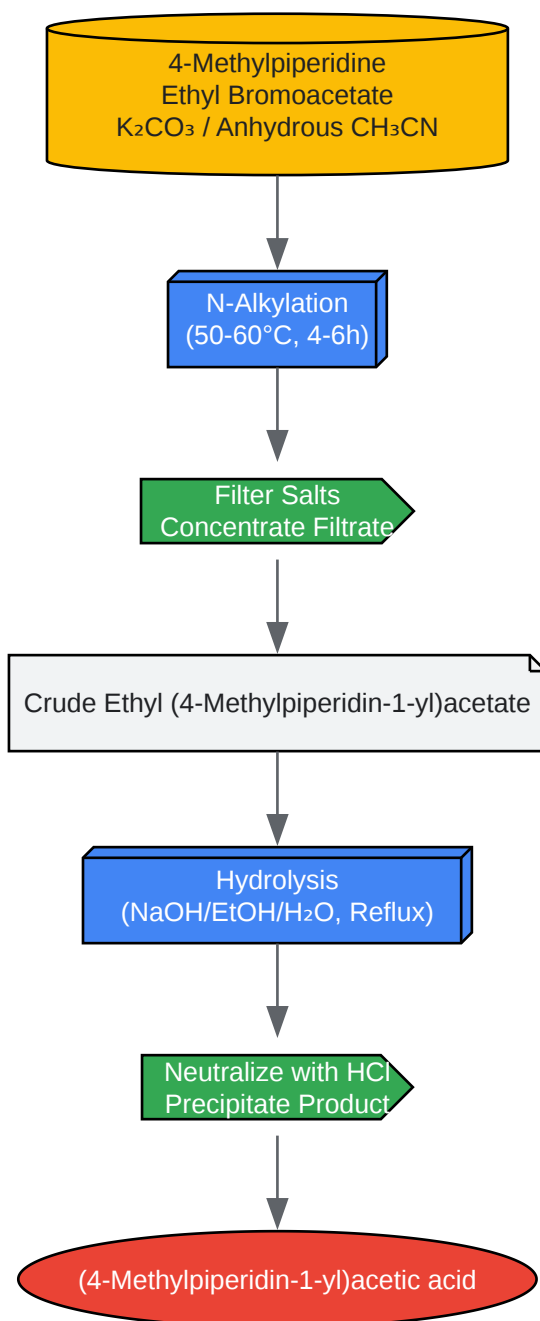 4-Methylpiperidine
Ethyl Bromoacetate
K₂CO₃ / Anhydrous CH₃CN
N-Alkylation
(50-60°C, 4-6h)
Filter Salts
Concentrate Filtrate
Crude Ethyl (4-Methylpiperidin-1-yl)acetate
Hydrolysis
(NaOH/EtOH/H₂O, Reflux)
Neutralize with HCl
Precipitate Product
(4-Methylpiperidin-1-yl)acetic acid